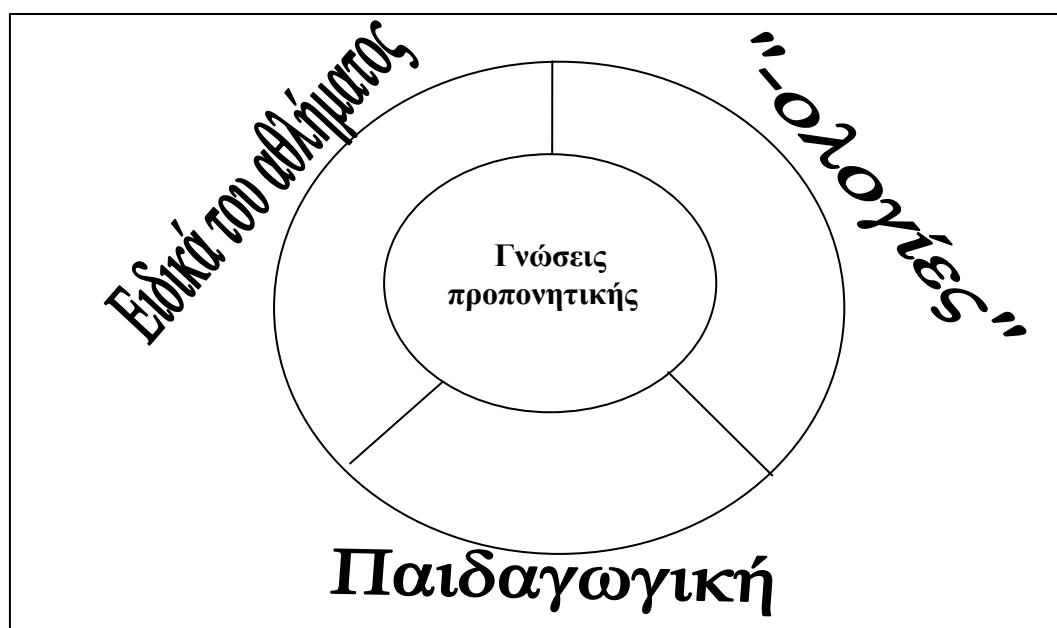 Ειδικά του αθλήματος
"-ολογίες"
Γνώσεις
προπονητικής
Παιδαγωγική